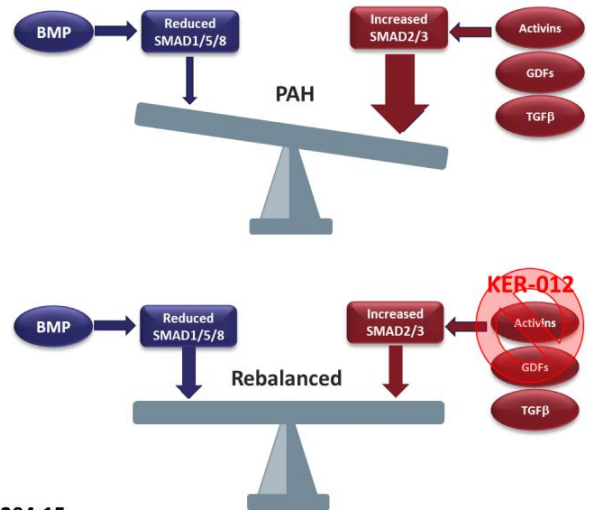 BMP
Reduced
SMAD1/5/8
Increased
SMAD2/3
Activins
GDFs
TGFβ
PAH
KER-012
BMP
Reduced
SMAD1/5/8
Increased
SMAD2/3
Activins
GDFs
TGFβ
Rebalanced